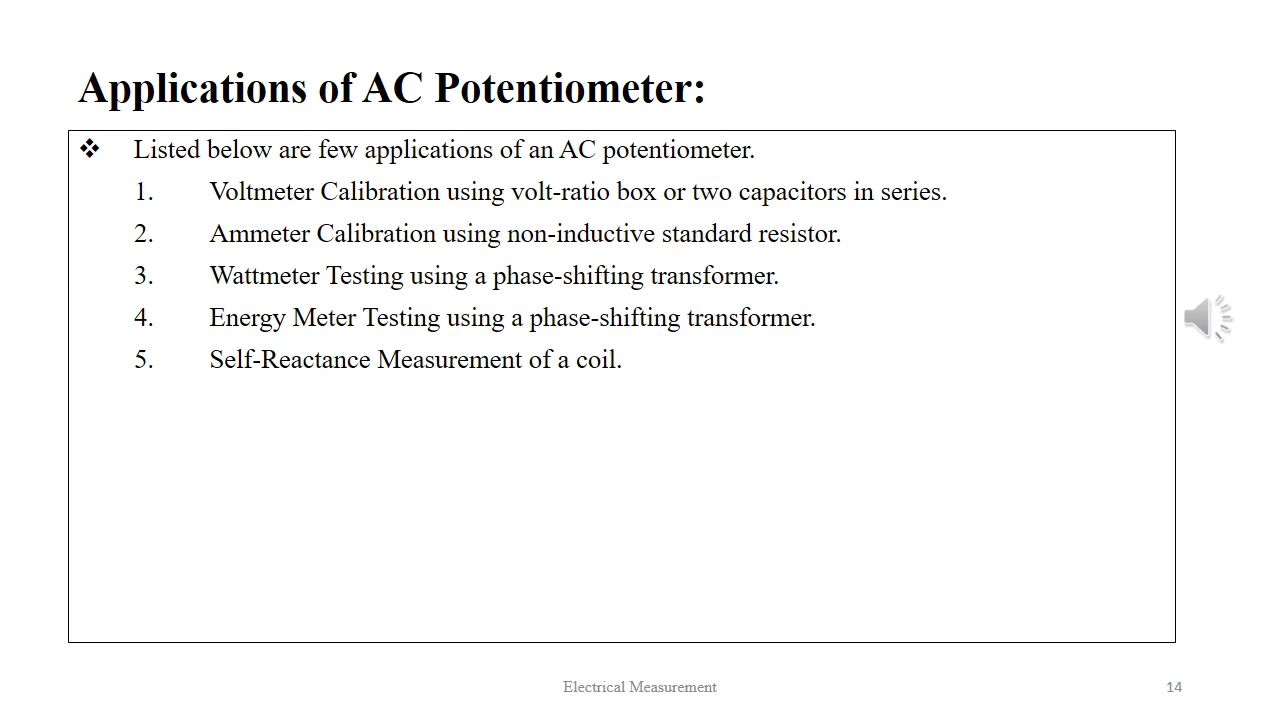 Applications of AC Potentiometer:
❖ Listed below are few applications of an AC potentiometer.
1. Voltmeter Calibration using volt-ratio box or two capacitors in series.
2. Ammeter Calibration using non-inductive standard resistor.
3. Wattmeter Testing using a phase-shifting transformer.
4. Energy Meter Testing using a phase-shifting transformer.
5. Self-Reactance Measurement of a coil.
Electrical Measurement 14